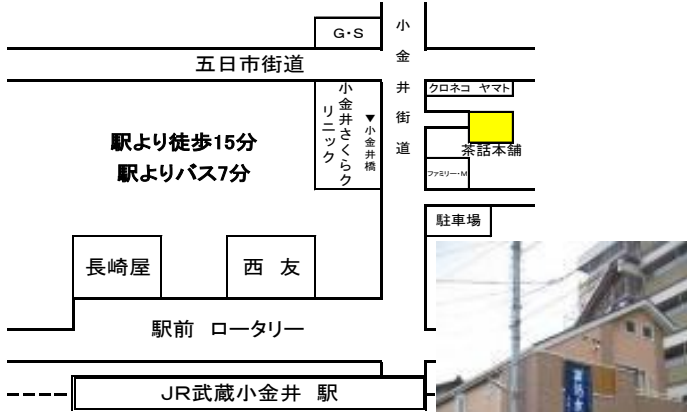 G・S
小金井街道
五日市街道
クロネコ ヤマト
小金井さくらク
リニック
▼小金井橋
茶話本舗
ファミリー・M
駅より徒歩15分
駅よりバス7分
駐車場
長崎屋
西 友
駅前 ロータリー
JR武蔵小金井 駅